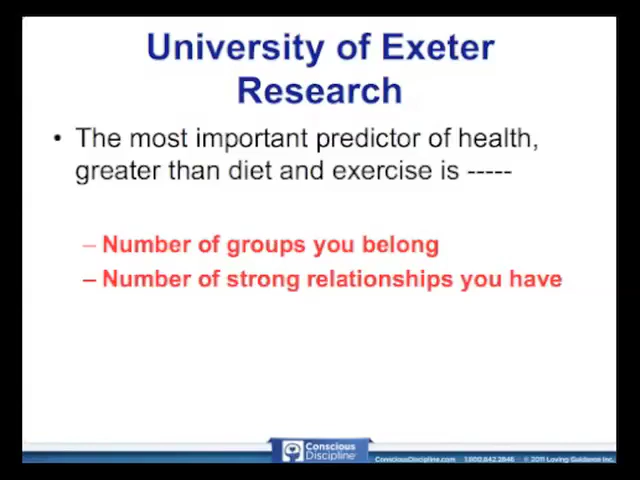 University of Exeter
Research
• The most important predictor of health,
greater than diet and exercise is -----
– Number of groups you belong
– Number of strong relationships you have
Conscious
Discipline
ConsciousDiscipline.com 1.800.842.2846 © 2011 Loving Guidance Inc.